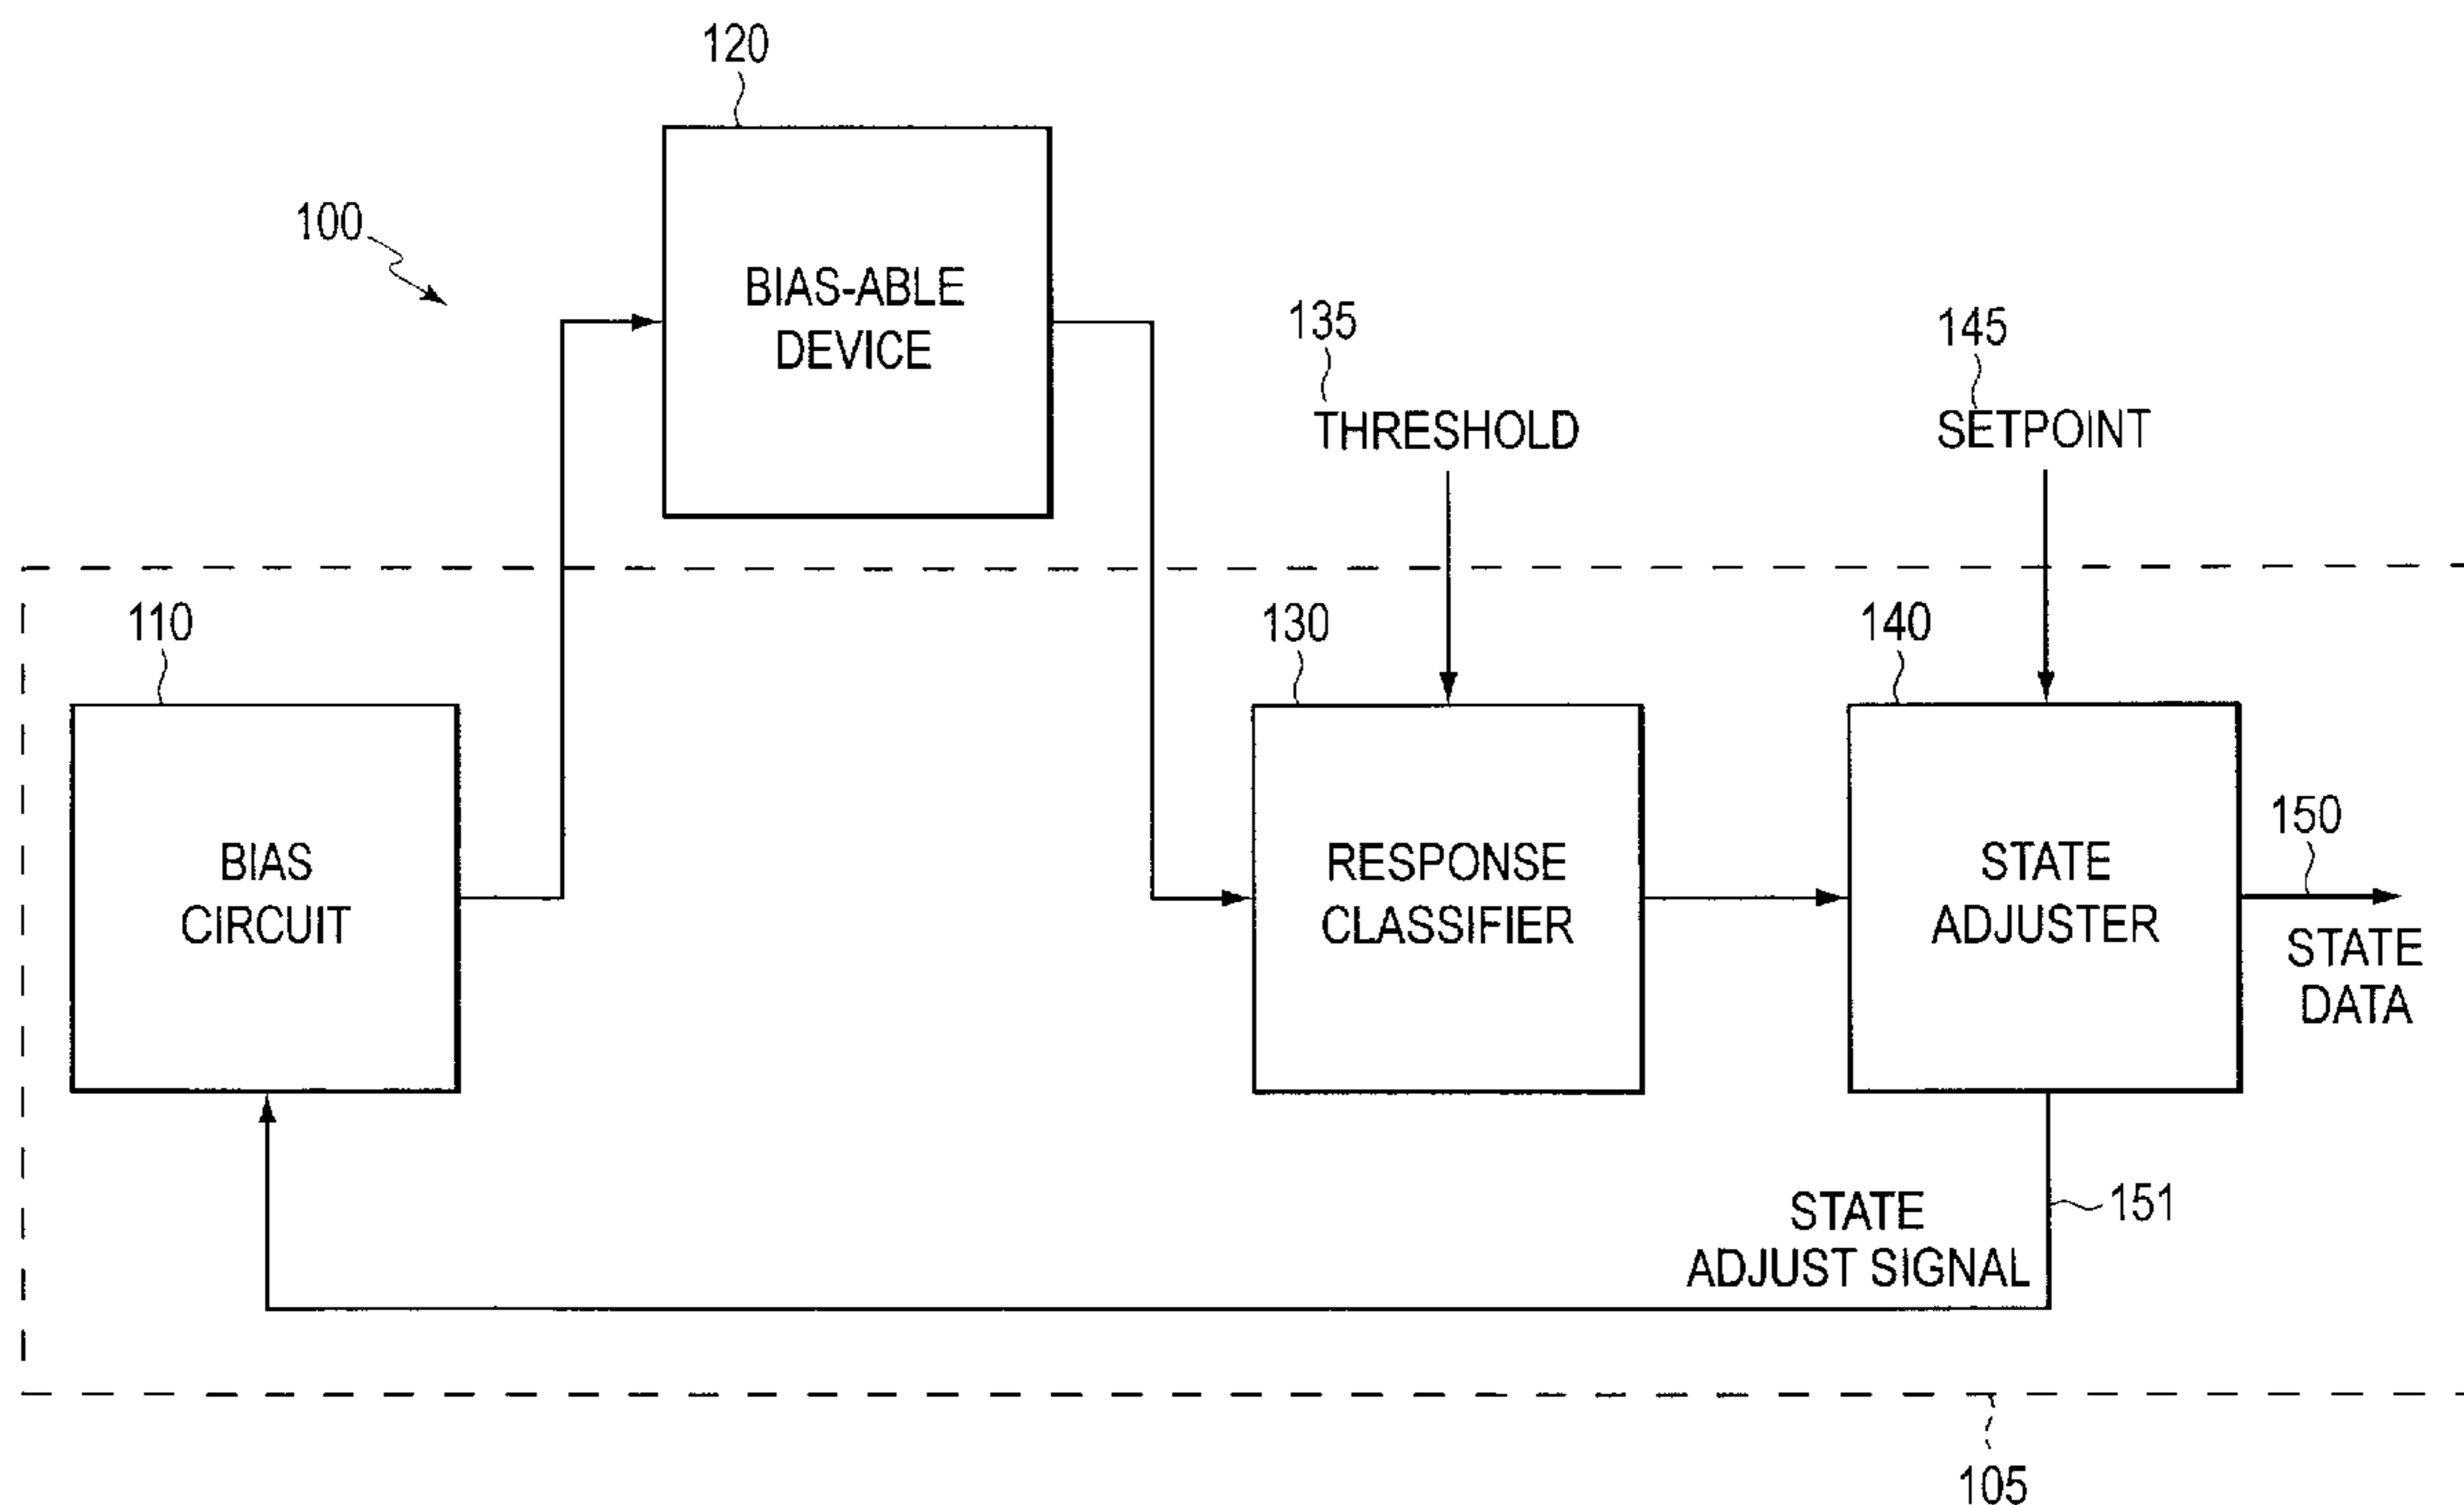 120
100
BIAS-ABLE
DEVICE
135
THRESHOLD
145
SETPOINT
110
130
140
BIAS
CIRCUIT
RESPONSE
CLASSIFIER
STATE
ADJUSTER
150
STATE
DATA
151
STATE
ADJUST SIGNAL
105